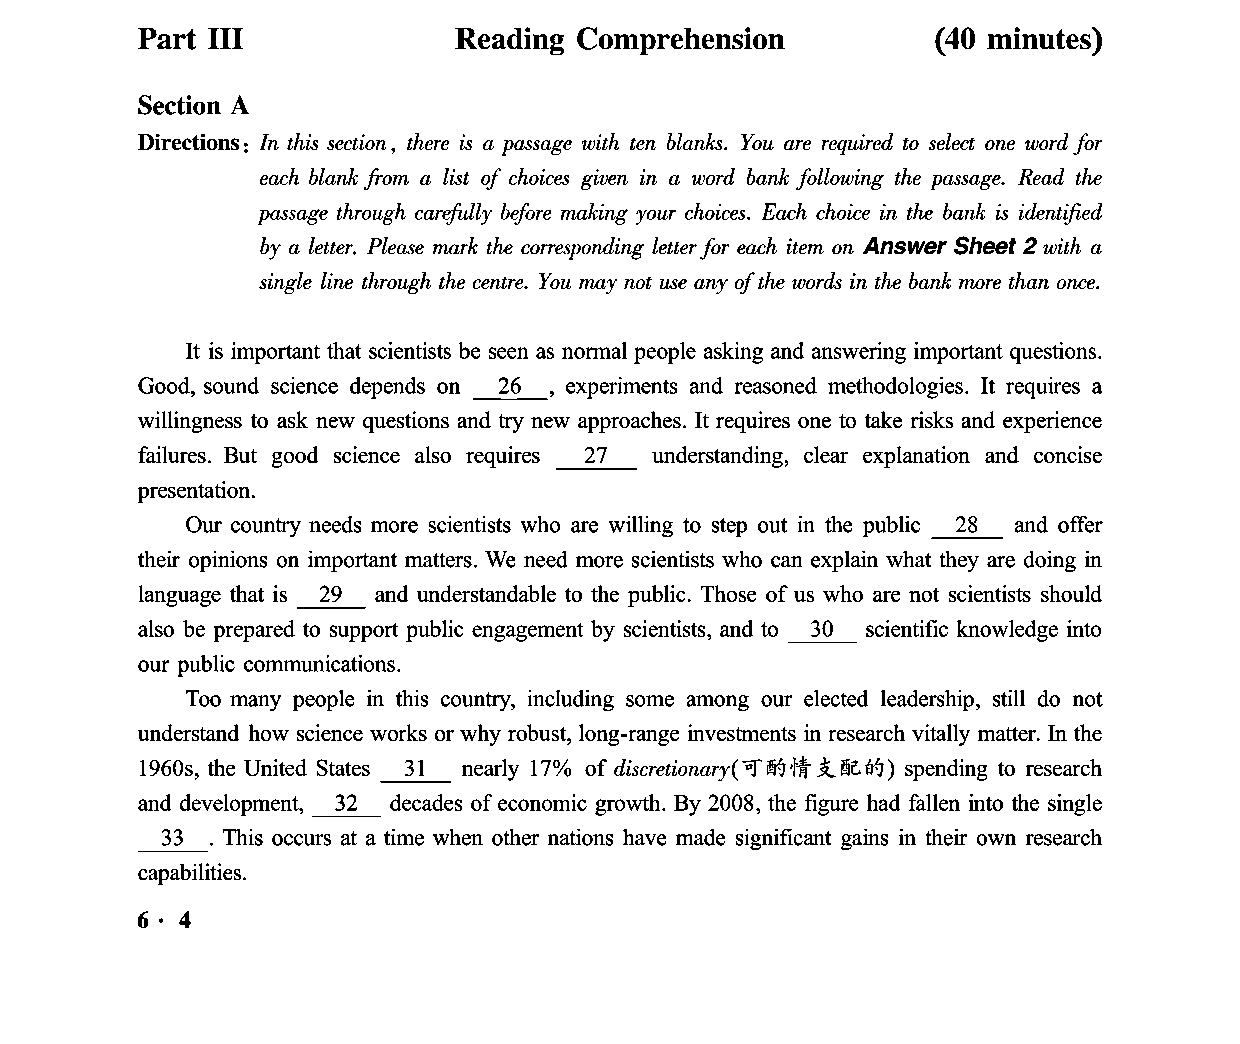 Part III Reading Comprehension (40 minutes)
Section A
Directions: In this section, there is a passage with ten blanks. You are required to select one word for
each blank from a list of choices given in a word bank following the passage. Read the
passage through carefully before making your choices. Each choice in the bank is identified
by a letter. Please mark the corresponding letter for each item on Answer Sheet 2 with a
single line through the centre. You may not use any of the words in the bank more than once.
It is important that scientists be seen as normal people asking and answering important questions.
Good, sound science depends on 26 , experiments and reasoned methodologies. It requires a
willingness to ask new questions and try new approaches. It requires one to take risks and experience
failures. But good science also requires 27 understanding, clear explanation and concise
presentation.
Our country needs more scientists who are willing to step out in the public 28 and offer
their opinions on important matters. We need more scientists who can explain what they are doing in
language that is 29 and understandable to the public. Those of us who are not scientists should
also be prepared to support public engagement by scientists, and to 30 scientific knowledge into
our public communications.
Too many people in this country, including some among our elected leadership, still do not
understand how science works or why robust, long-range investments in research vitally matter. In the
1960s, the United States 31 nearly 17% of discretionary(可酌情支配的) spending to research
and development, 32 decades of economic growth. By 2008, the figure had fallen into the single
33 . This occurs at a time when other nations have made significant gains in their own research
capabilities.
6 · 4